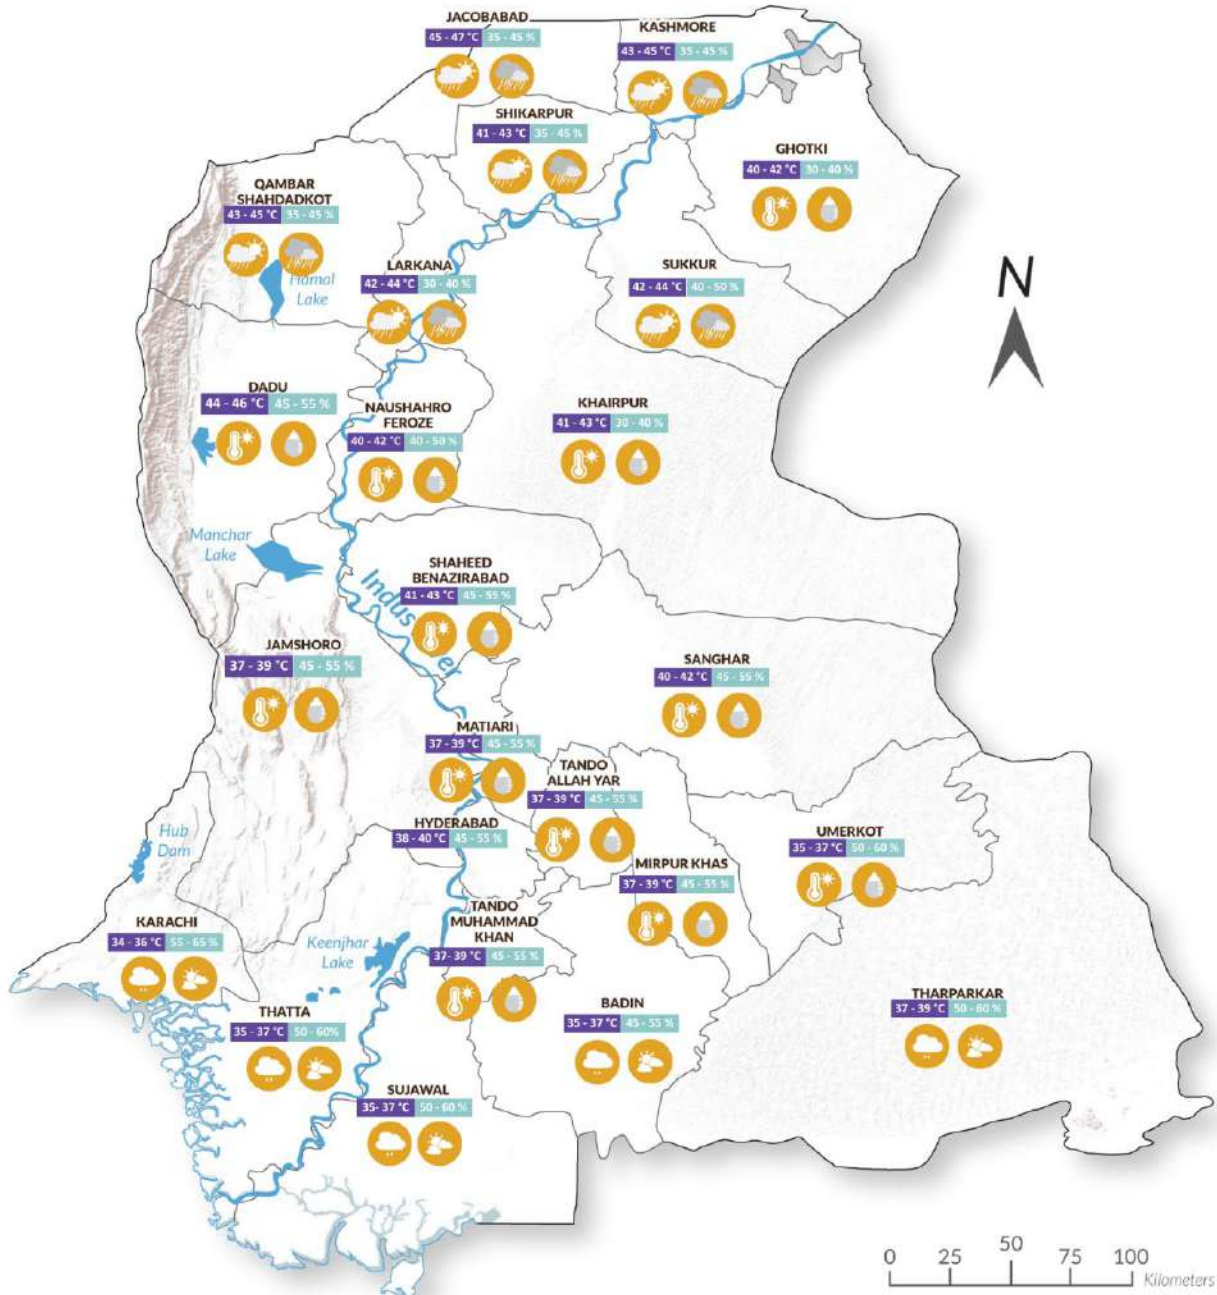 JACOBABAD
45 - 47 °C 35 - 45 %
KASHMORE
43 - 45 °C 35 - 45 %
SHIKARPUR
41 - 43 °C 35 - 45 %
GHOTKI
40 - 42 °C 30 - 40 %
QAMBAR
SHAHDADKOT
43 - 45 °C 35 - 45 %
Hamal
Lake
LARKANA
42 - 44 °C 30 - 40 %
SUKKUR
42 - 44 °C 40 - 50 %
N
DADU
44 - 46 °C 45 - 55 %
NAUSHAHRO
FEROZE
40 - 42 °C 40 - 50 %
KHAIRPUR
41 - 43 °C 30 - 40 %
Manchar
Lake
SHAHEED
BENAZIRABAD
41 - 43 °C 45 - 55 %
Indus
er
JAMSHORO
37 - 39 °C 45 - 55 %
SANGHAR
40 - 42 °C 45 - 55 %
MATIARI
37 - 39 °C 45 - 55 %
TANDO
ALLAH YAR
37 - 39 °C 45 - 55 %
HYDERABAD
38 - 40 °C 45 - 55 %
UMERKOT
35 - 37 °C 50 - 60 %
Hub
Dam
MIRPUR KHAS
37 - 39 °C 45 - 55 %
KARACHI
34 - 36 °C 55 - 65 %
Keenjhar
Lake
TANDO
MUHAMMAD
KHAN
37- 39 °C 45 - 55 %
THATTA
35 - 37 °C 50 - 60%
BADIN
35 - 37 °C 45 - 55 %
THARPARKAR
37 - 39 °C 50 - 60 %
SUJAWAL
35- 37 °C 50 - 60 %
0 25 50 75 100
Kilometers